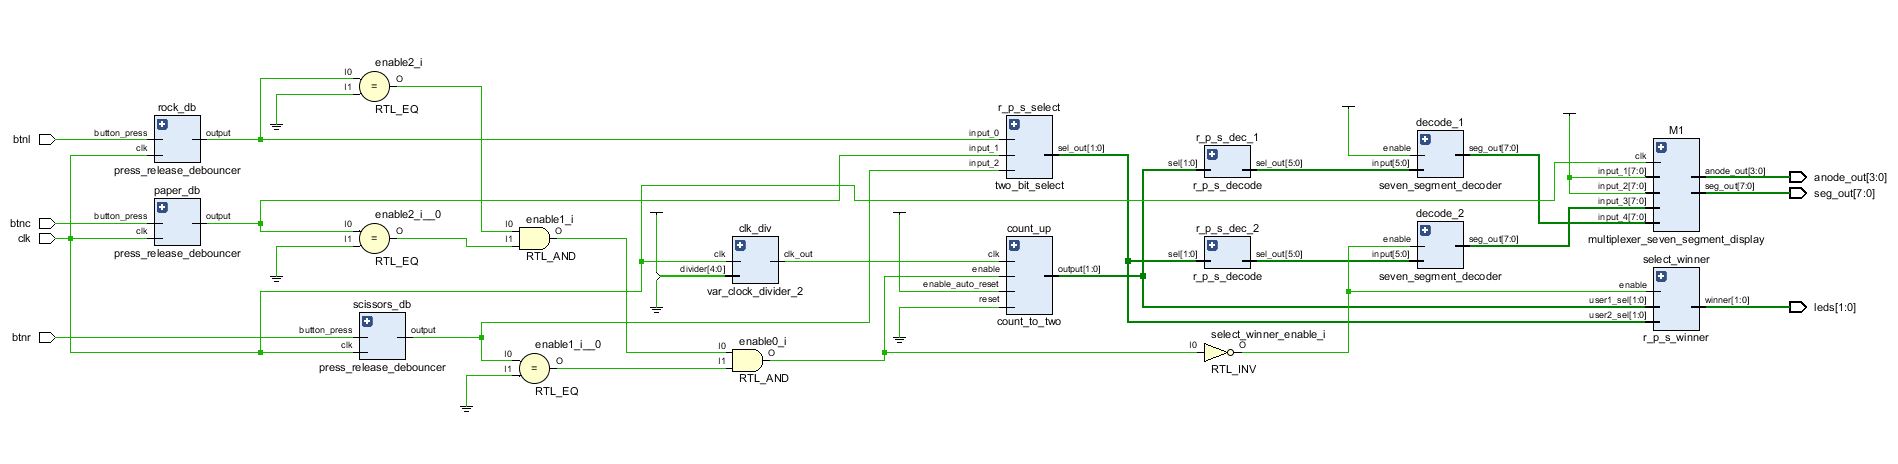 enable2_i
I0
O
I1
=
RTL_EQ
rock_db
button_press
output
clk
press_release_debouncer
btnl
paper_db
button_press
output
clk
press_release_debouncer
btnc
clk
enable2_i__0
I0
O
I1
=
RTL_EQ
enable1_i
I0
O
I1
RTL_AND
scissors_db
button_press
output
clk
press_release_debouncer
btnr
enable1_i__0
I0
O
I1
=
RTL_EQ
clk_div
clk
clk_out
divider[4:0]
var_clock_divider_2
enable0_i
I0
O
I1
RTL_AND
r_p_s_select
input_0
input_1
sel_out[1:0]
input_2
two_bit_select
count_up
clk
enable
output[1:0]
enable_auto_reset
reset
count_to_two
r_p_s_dec_1
sel[1:0]
sel_out[5:0]
r_p_s_decode
r_p_s_dec_2
sel[1:0]
sel_out[5:0]
r_p_s_decode
select_winner_enable_i
I0
O
RTL_INV
decode_1
enable
seg_out[7:0]
input[5:0]
seven_segment_decoder
decode_2
enable
seg_out[7:0]
input[5:0]
seven_segment_decoder
M1
clk
input_1[7:0]
anode_out[3:0]
input_2[7:0]
seg_out[7:0]
input_3[7:0]
input_4[7:0]
multiplexer_seven_segment_display
select_winner
enable
user1_sel[1:0]
winner[1:0]
user2_sel[1:0]
r_p_s_winner
anode_out[3:0]
seg_out[7:0]
leds[1:0]